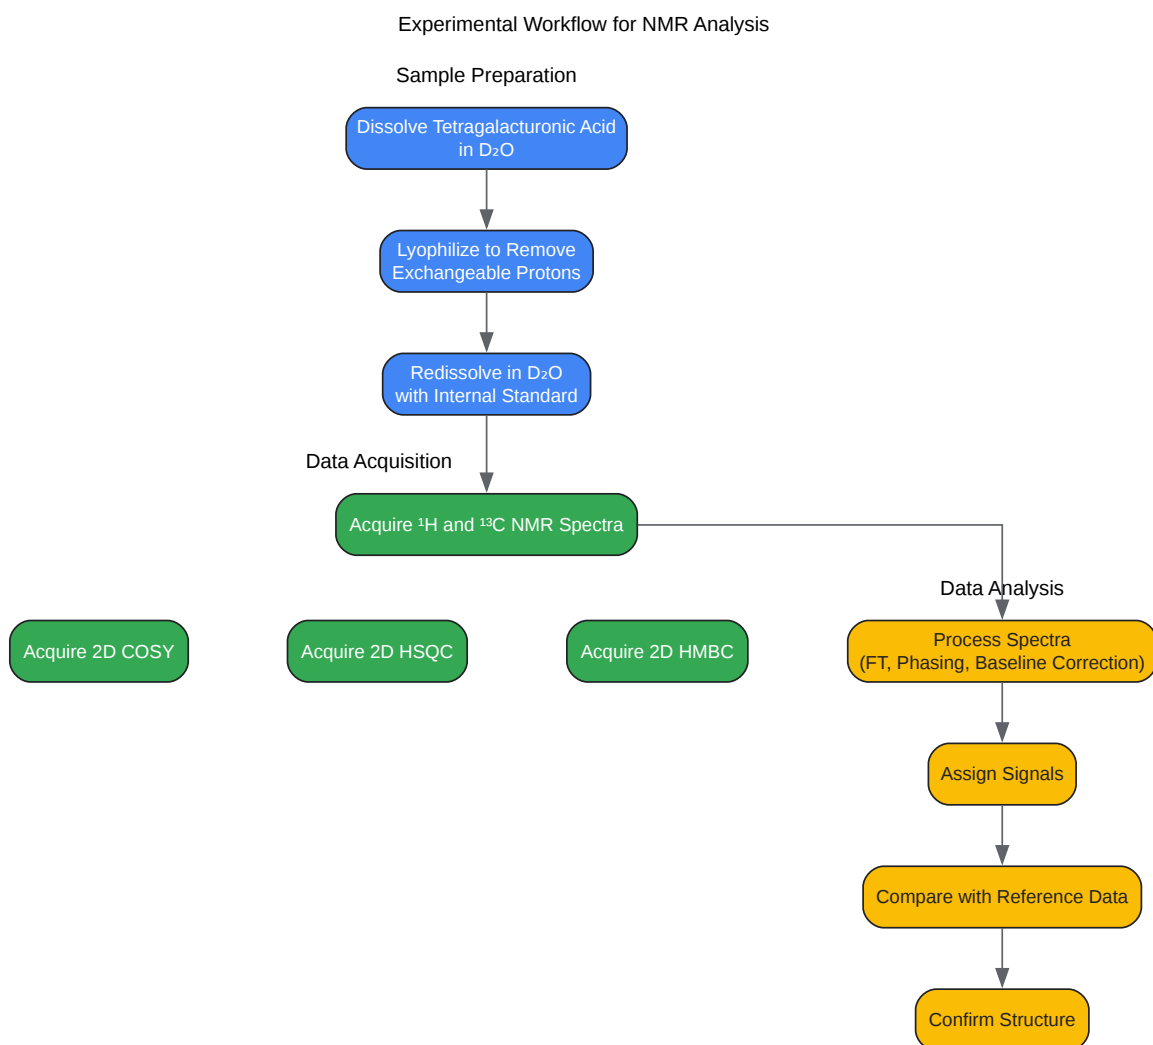 Experimental Workflow for NMR Analysis
Sample Preparation
Dissolve Tetragalacturonic Acid
in D₂O
Lyophilize to Remove
Exchangeable Protons
Redissolve in D₂O
with Internal Standard
Data Acquisition
Acquire ¹H and ¹³C NMR Spectra
Acquire 2D COSY
Acquire 2D HSQC
Acquire 2D HMBC
Data Analysis
Process Spectra
(FT, Phasing, Baseline Correction)
Assign Signals
Compare with Reference Data
Confirm Structure